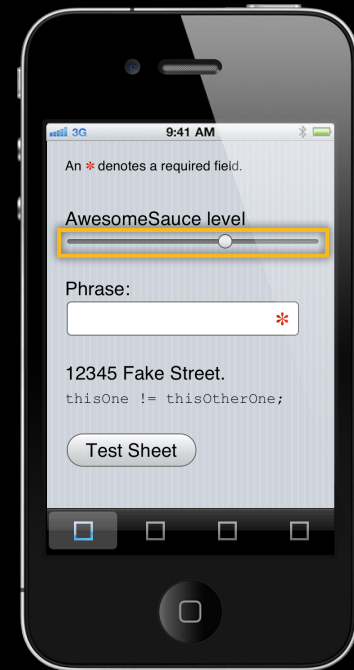 3G 9:41 AM
An * denotes a required field.
AwesomeSauce level
Phrase:
*
12345 Fake Street.
thisOne != thisOtherOne;
Test Sheet